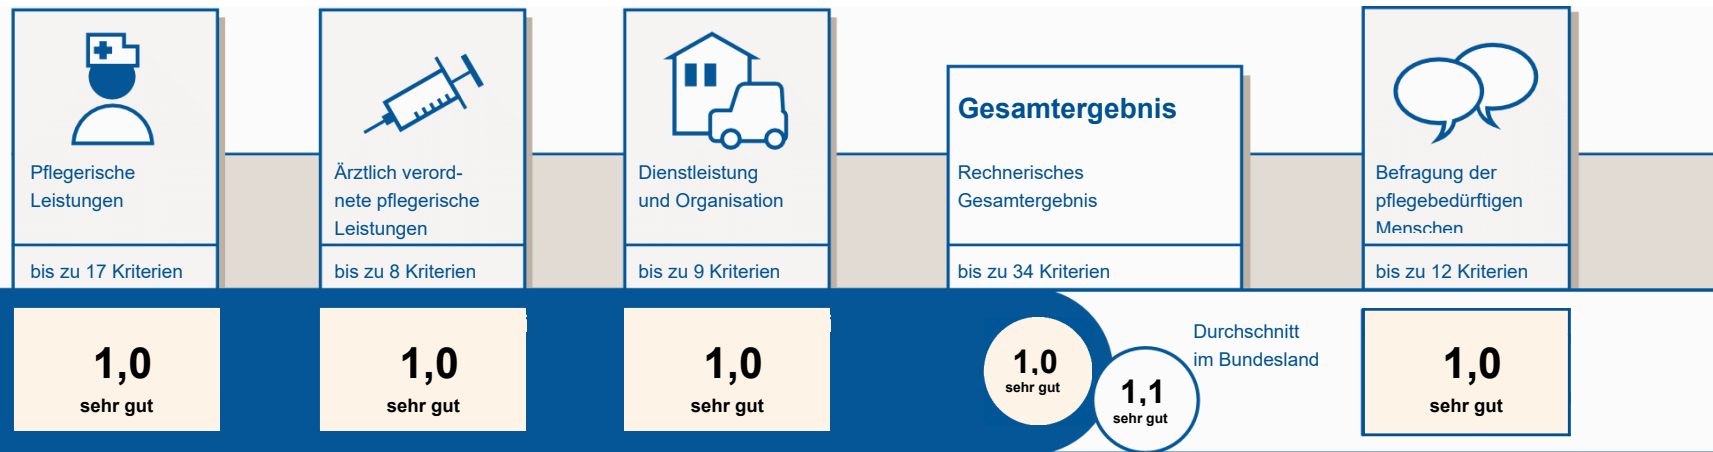 Pflegerische
Leistungen
bis zu 17 Kriterien
1,0
sehr gut
Ärztlich verord-
nete pflegerische
Leistungen
bis zu 8 Kriterien
1,0
sehr gut
Dienstleistung
und Organisation
bis zu 9 Kriterien
1,0
sehr gut
Gesamtergebnis
Rechnerisches
Gesamtergebnis
bis zu 34 Kriterien
1,0
sehr gut
1,1
sehr gut
Durchschnitt
im Bundesland
Befragung der
pflegebedürftigen
Menschen
bis zu 12 Kriterien
1,0
sehr gut